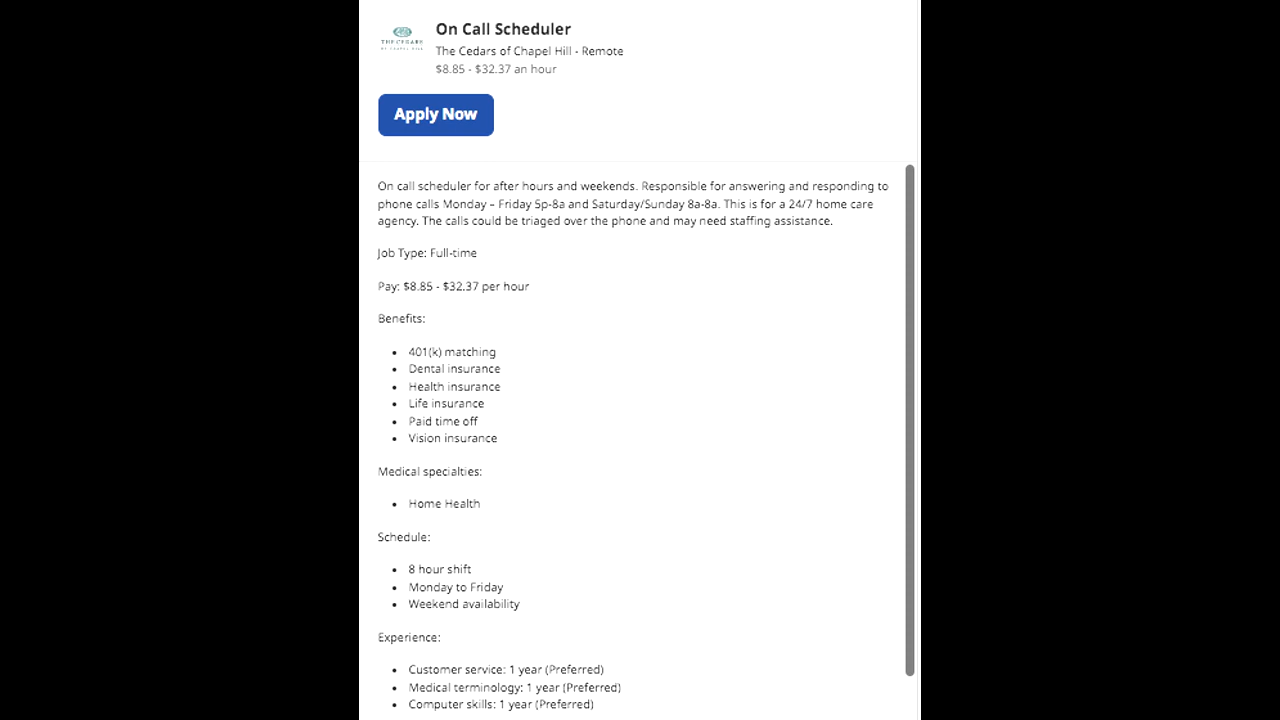 THE CEDARS
OF CHAPEL HILL
On Call Scheduler
The Cedars of Chapel Hill - Remote
$8.85 - $32.37 an hour
Apply Now
On call scheduler for after hours and weekends. Responsible for answering and responding to
phone calls Monday – Friday 5p-8a and Saturday/Sunday 8a-8a. This is for a 24/7 home care
agency. The calls could be triaged over the phone and may need staffing assistance.
Job Type: Full-time
Pay: $8.85 - $32.37 per hour
Benefits:
• 401(k) matching
• Dental insurance
• Health insurance
• Life insurance
• Paid time off
• Vision insurance
Medical specialties:
• Home Health
Schedule:
• 8 hour shift
• Monday to Friday
• Weekend availability
Experience:
• Customer service: 1 year (Preferred)
• Medical terminology: 1 year (Preferred)
• Computer skills: 1 year (Preferred)